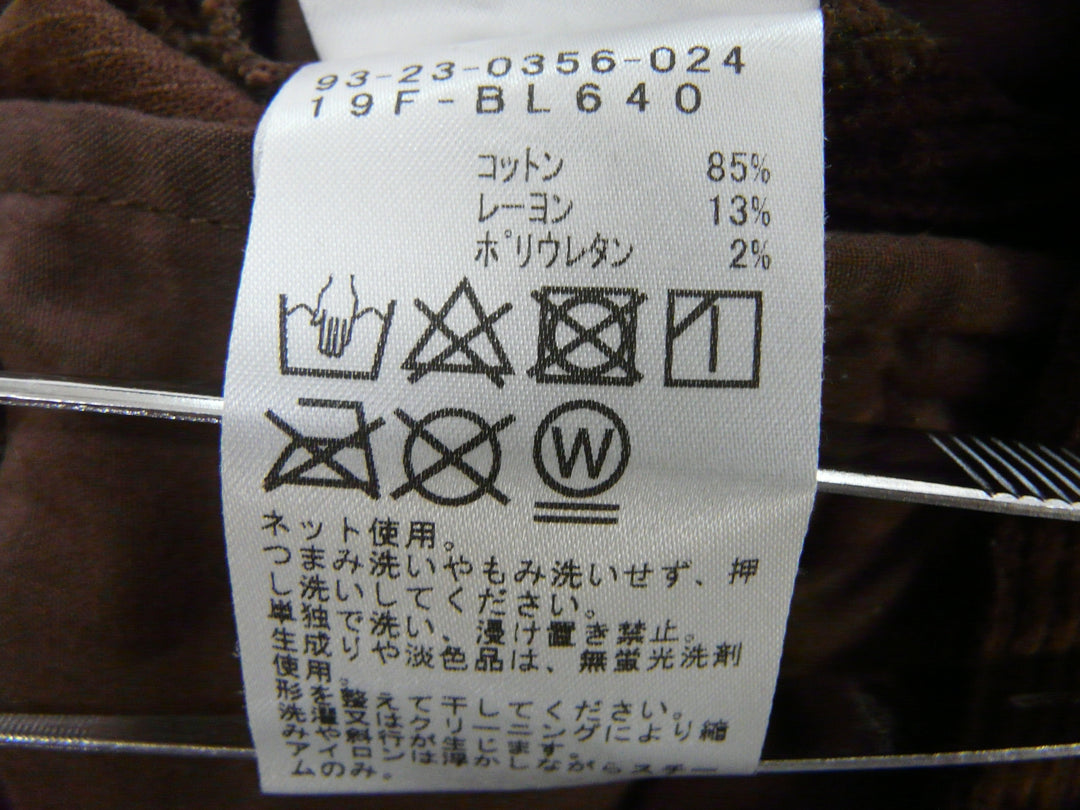 93-23-0356-024
19F-BL640
コットン 85%
レーヨン 13%
ポリウレタン 2%
W
ネット使用。
つまみ洗いやもみ洗いせず、押
し洗いしてください。
単独で洗い、浸け置き禁止。
生成りや淡色品は、無蛍光洗剤
使用。
形を整えて干してください。